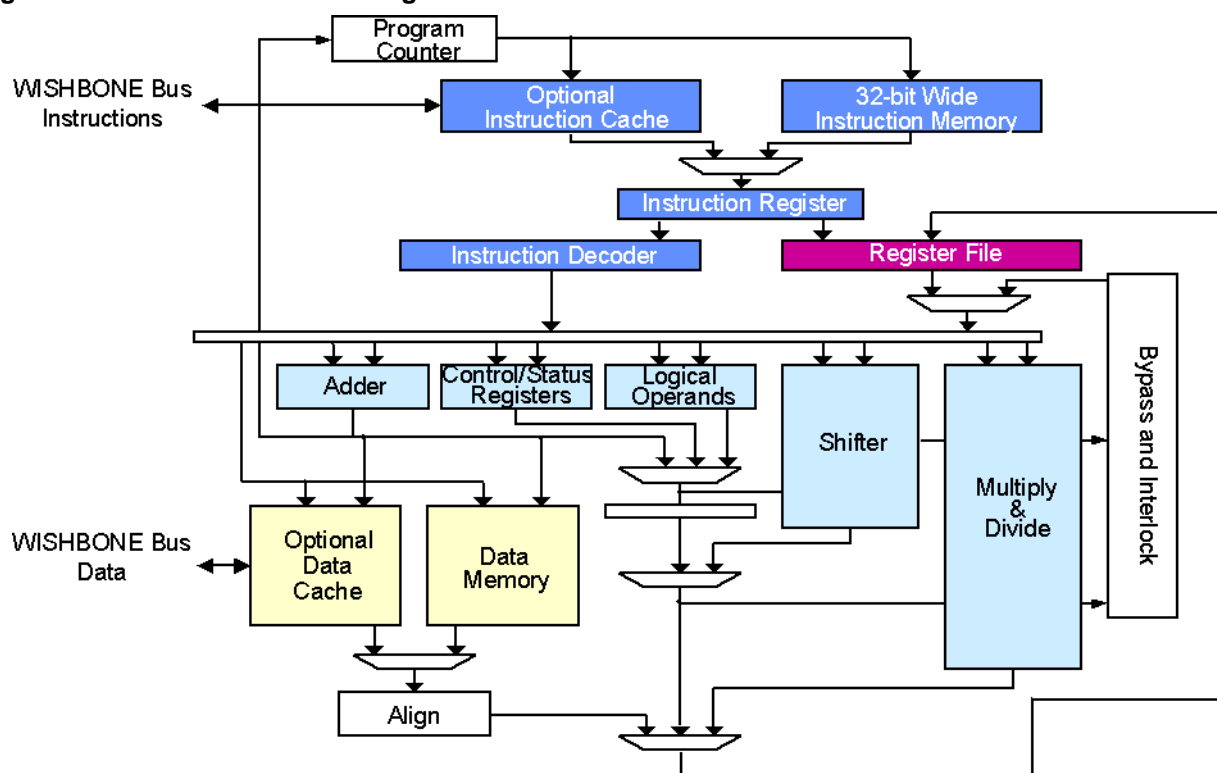 Program
Counter
WISHBONE Bus
Instructions
Optional
Instruction Cache
32-bit Wide
Instruction Memory
Instruction Register
Instruction Decoder
Register File
Adder
Control/Status
Registers
Logical
Operands
Shifter
Multiply
&
Divide
Bypass and Interlock
WISHBONE Bus
Data
Optional
Data
Cache
Data
Memory
Align